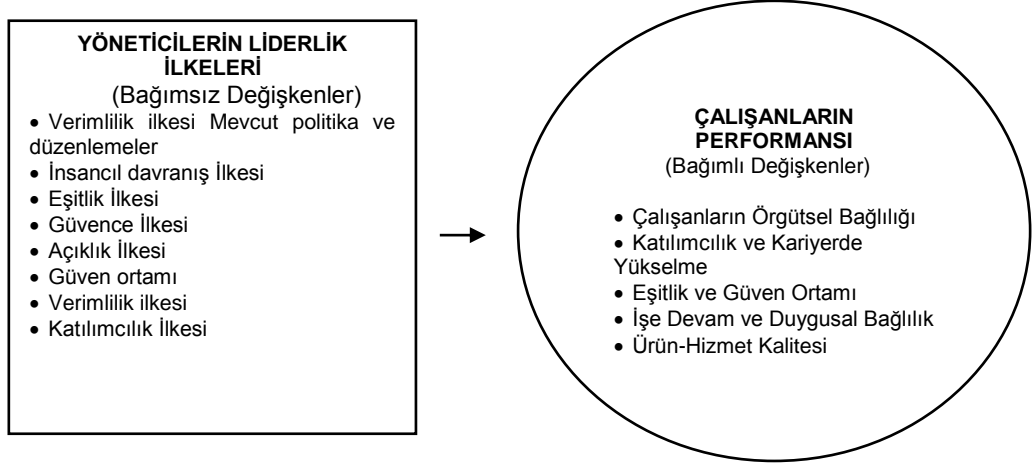 YÖNETİCİLERİN LİDERLİK
İLKELERİ
(Bağımsız Değişkenler)
• Verimlilik ilkesi Mevcut politika ve
düzenlemeler
• İnsancıl davranış İlkesi
• Eşitlik İlkesi
• Güvence İlkesi
• Açıklık İlkesi
• Güven ortamı
• Verimlilik ilkesi
• Katılımcılık İlkesi
ÇALIŞANLARIN
PERFORMANSI
(Bağımlı Değişkenler)
• Çalışanların Örgütsel Bağlılığı
• Katılımcılık ve Kariyerde
Yükselme
• Eşitlik ve Güven Ortamı
• İşe Devam ve Duygusal Bağlılık
• Ürün-Hizmet Kalitesi